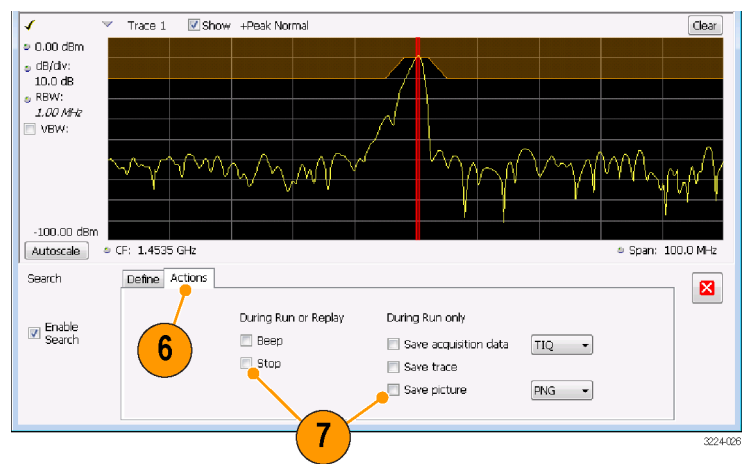 Trace 1 Show +Peak Normal Clear
0.00 dBm
dB/div:
10.0 dB
RBW:
1.00 MHz
VBW:
-100.00 dBm
Autoscale CF: 1.4535 GHz Span: 100.0 MHz
Search Define Actions
During Run or Replay During Run only
Enable
Search
Beep Save acquisition data TIQ
Stop Save trace
Save picture PNG
6
7
3224-026